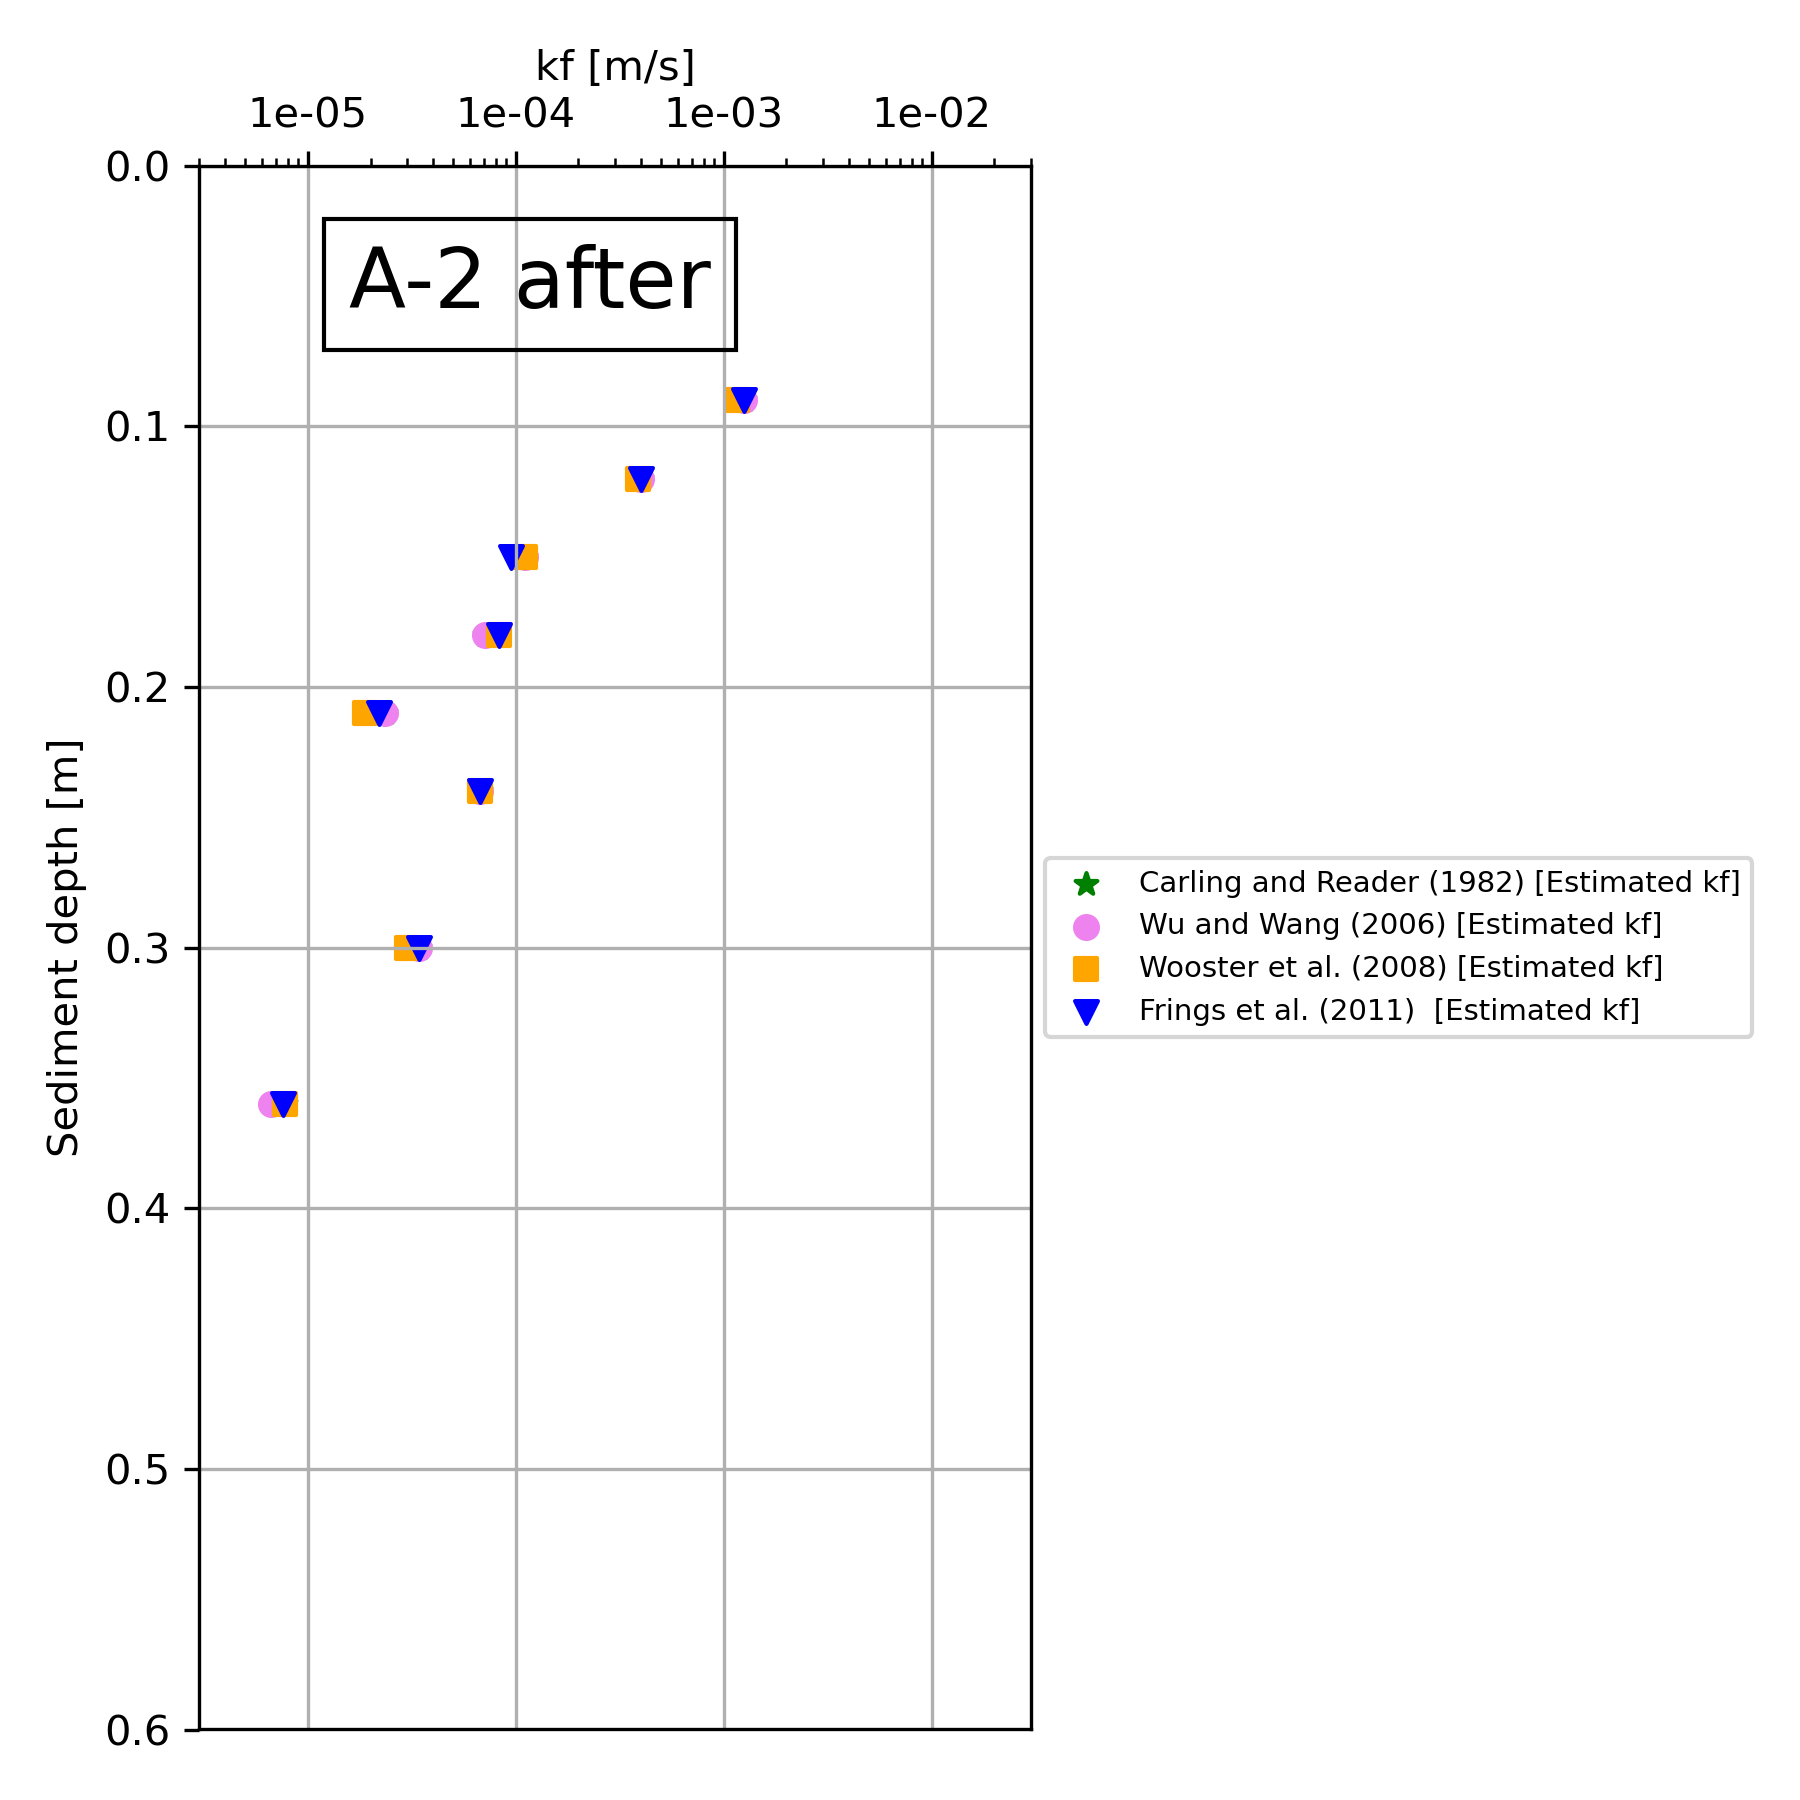 kf [m/s]
1e-05 1e-04 1e-03 1e-02
0.0
A-2 after
0.1
0.2
0.3
0.4
0.5
0.6
Sediment depth [m]
Carling and Reader (1982) [Estimated kf]
Wu and Wang (2006) [Estimated kf]
Wooster et al. (2008) [Estimated kf]
Frings et al. (2011)  [Estimated kf]